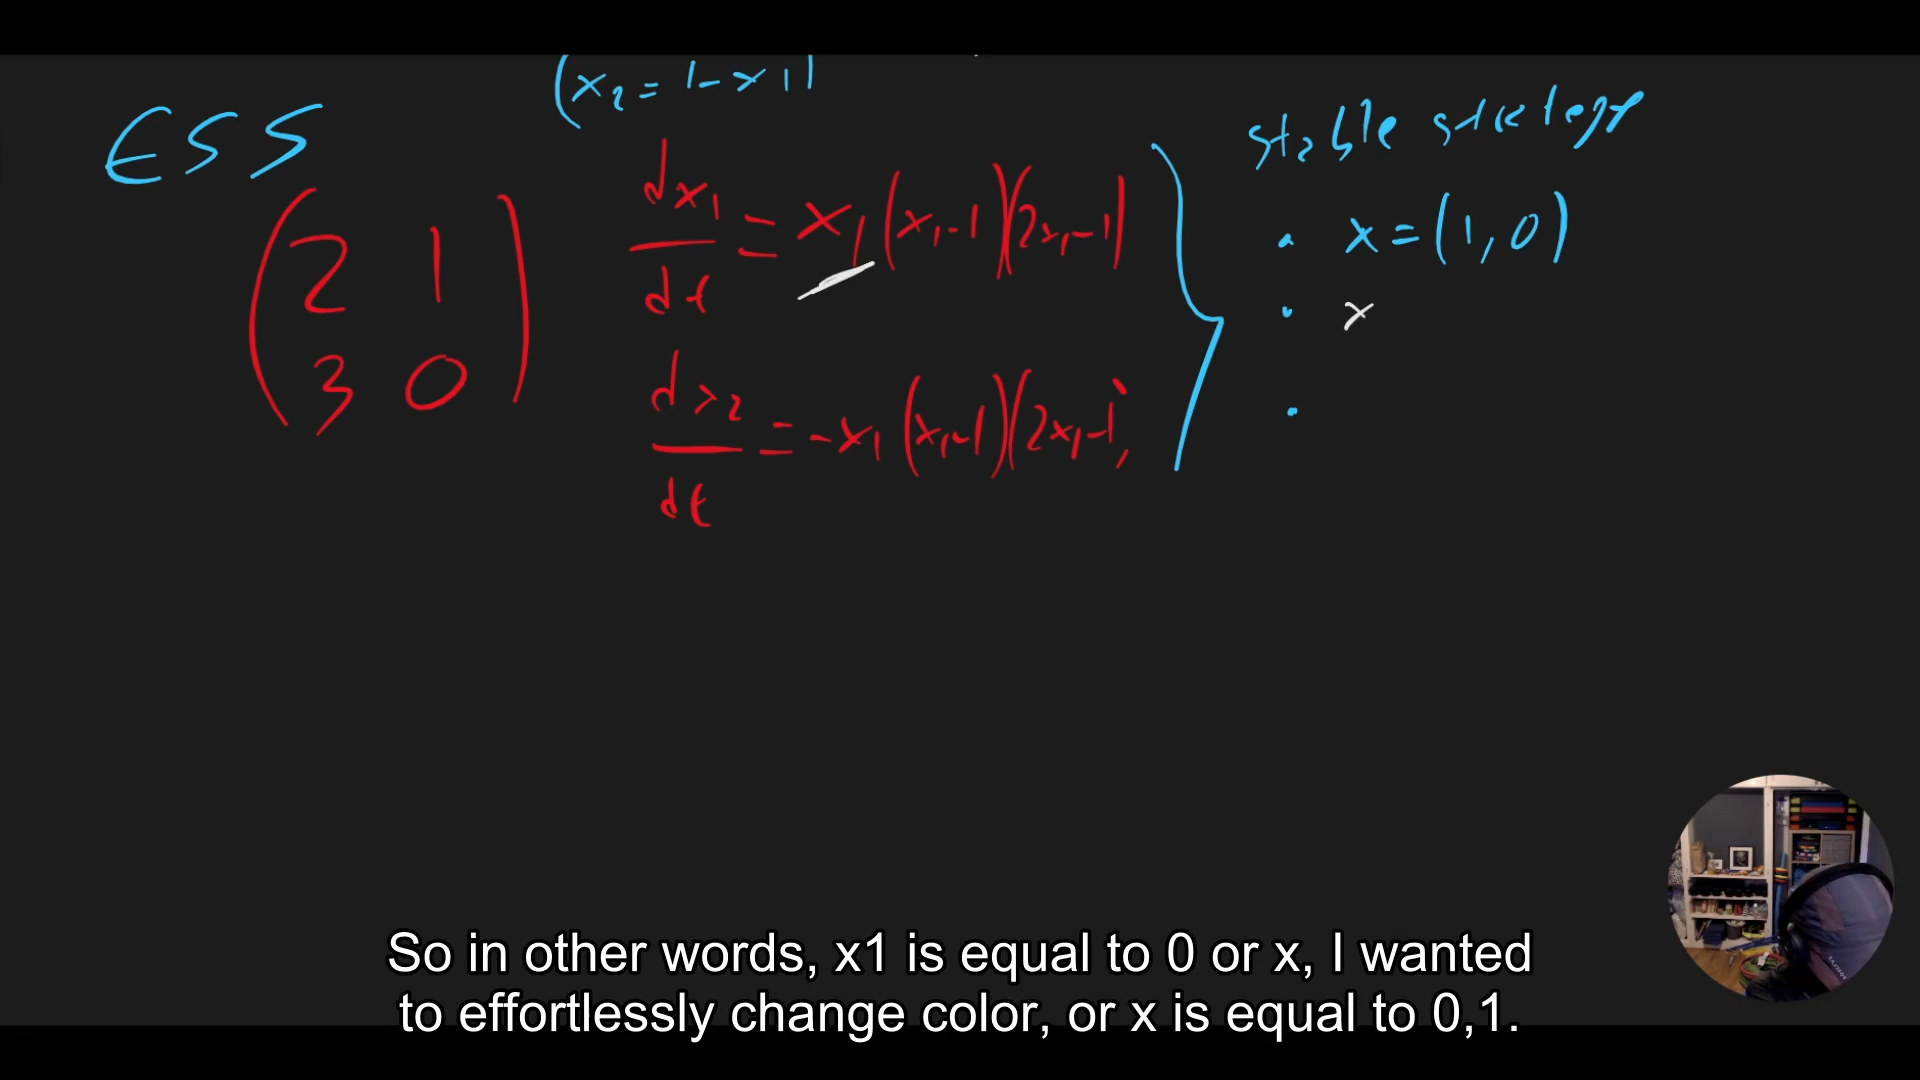 (x2 = 1 - x1)
ESS
stable strategy
dx1/dt = x1(x1-1)(2x1-1)
x = (1, 0)
(2 1
3 0)
x
dx2/dt = -x1(x1-1)(2x1-1)
So in other words, x1 is equal to 0 or x, I wanted
to effortlessly change color, or x is equal to 0,1.